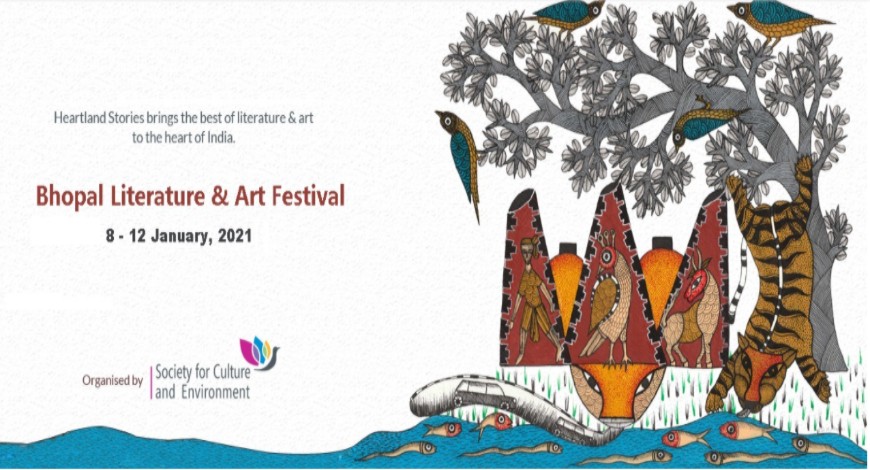 Heartland Stories brings the best of literature & art
to the heart of India.
Bhopal Literature & Art Festival
8 - 12 January, 2021
Organised by
Society for Culture
and Environment